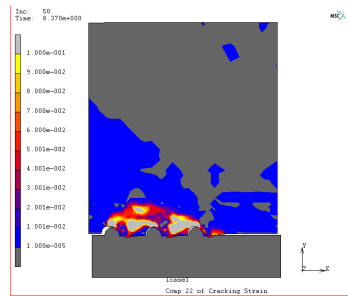 Inc: 50
Time: 8.370e+000
MSC
1.000e-001
9.000e-002
8.000e-002
7.000e-002
6.000e-002
5.001e-002
4.001e-002
3.001e-002
2.001e-002
1.001e-002
1.000e-005
lcase1
Comp 22 of Cracking Strain
Y
Z X